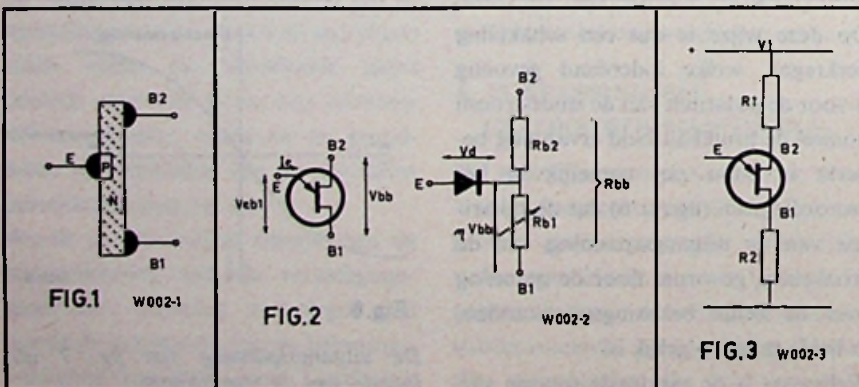 B2
E
N
B1
FIG.1
W002-1
B2
Ie
E
Veb1
Vbb
B1
FIG.2
B2
Vd
Rb2
E
Rbb
Rb1
Vbb
B1
W002-2
+
V1
R1
E
B2
B1
R2
FIG.3
W002-3